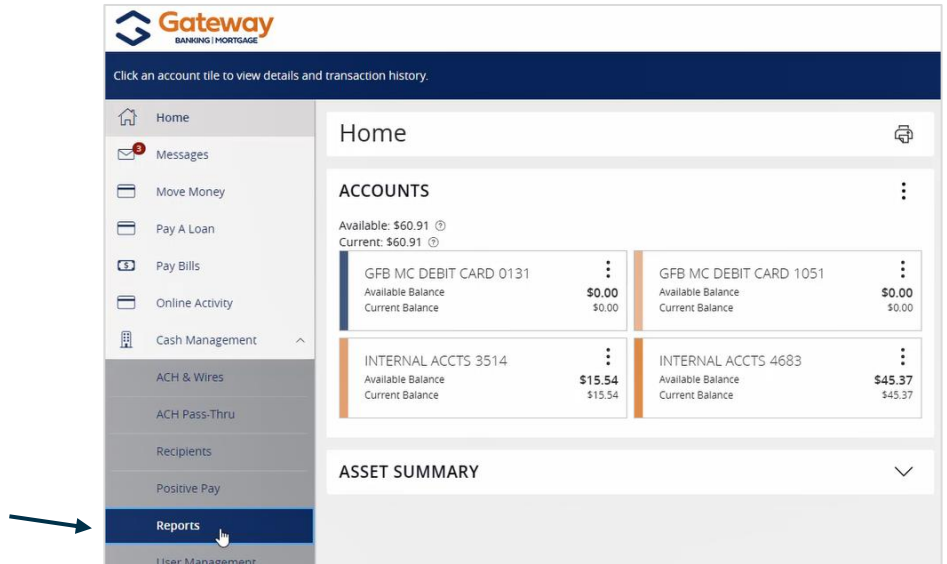 Gateway
BANKING | MORTGAGE
Click an account tile to view details and transaction history.
Home
3
Messages
Move Money
Pay A Loan
$
Pay Bills
Online Activity
Cash Management
ACH & Wires
ACH Pass-Thru
Recipients
Positive Pay
Reports
User Management
Home
ACCOUNTS
Available: $60.91 ?
Current: $60.91 ?
GFB MC DEBIT CARD 0131
Available Balance $0.00
Current Balance $0.00
GFB MC DEBIT CARD 1051
Available Balance $0.00
Current Balance $0.00
INTERNAL ACCTS 3514
Available Balance $15.54
Current Balance $15.54
INTERNAL ACCTS 4683
Available Balance $45.37
Current Balance $45.37
ASSET SUMMARY